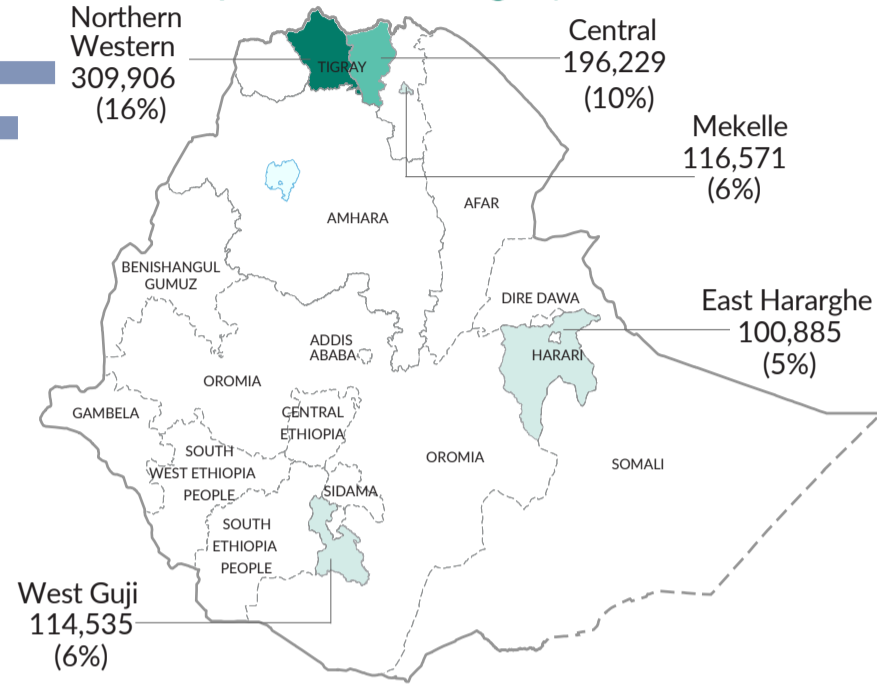 Northern
Western
309,906
(16%)
Central
196,229
(10%)
TIGRAY
Mekelle
116,571
(6%)
AFAR
AMHARA
BENISHANGUL
GUMUZ
DIRE DAWA
East Hararghe
100,885
(5%)
ADDIS
ABABA
HARARI
OROMIA
GAMBELA
CENTRAL
ETHIOPIA
SOUTH
WEST ETHIOPIA
PEOPLE
OROMIA
SOMALI
SIDAMA
SOUTH
ETHIOPIA
PEOPLE
West Guji
114,535
(6%)